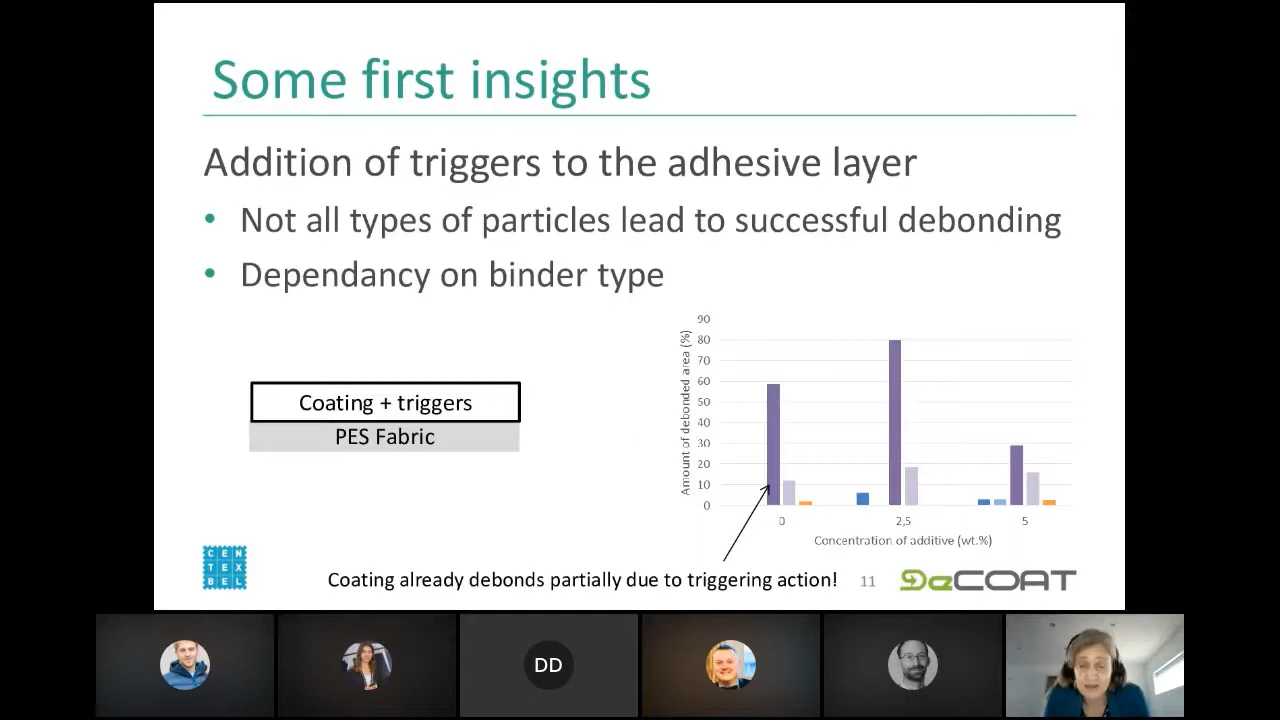 Some first insights
Addition of triggers to the adhesive layer
• Not all types of particles lead to successful debonding
• Dependancy on binder type
Coating + triggers
PES Fabric
Amount of debonded area (%)
90
80
70
60
50
40
30
20
10
0
0
2,5
5
Concentration of additive (wt.%)
Coating already debonds partially due to triggering action!
11
CEN
TEX
BEL
DeCOAT
DD